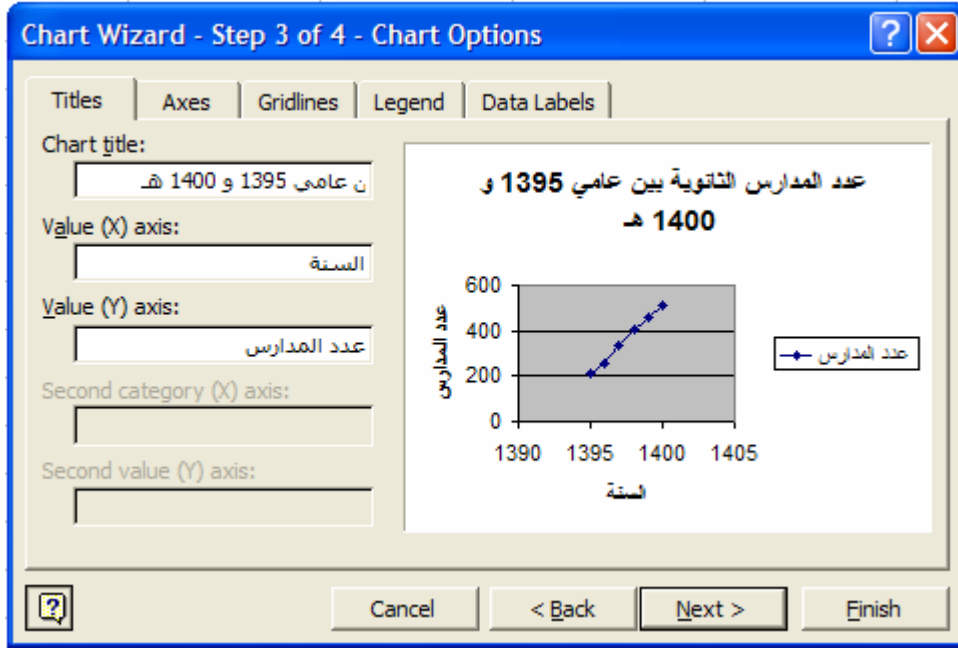 Chart Wizard - Step 3 of 4 - Chart Options
Titles Axes Gridlines Legend Data Labels
Chart title:
ن عامي 1395 و 1400 هـ
Value (X) axis:
السنة
Value (Y) axis:
عدد المدارس
Second category (X) axis:
Second value (Y) axis:
عدد المدارس الثانوية بين عامي 1395 و
1400 هـ
عدد المدارس
600
400
200
0
1390 1395 1400 1405
السنة
عدد المدارس
Cancel < Back Next > Finish